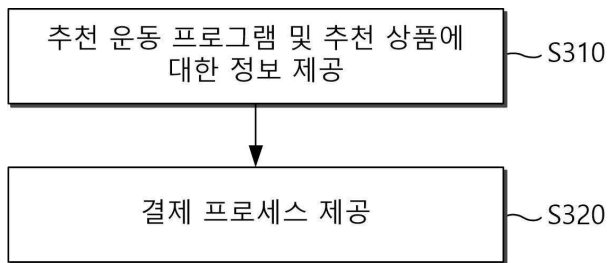 추천 운동 프로그램 및 추천 상품에
대한 정보 제공
S310
결제 프로세스 제공
S320